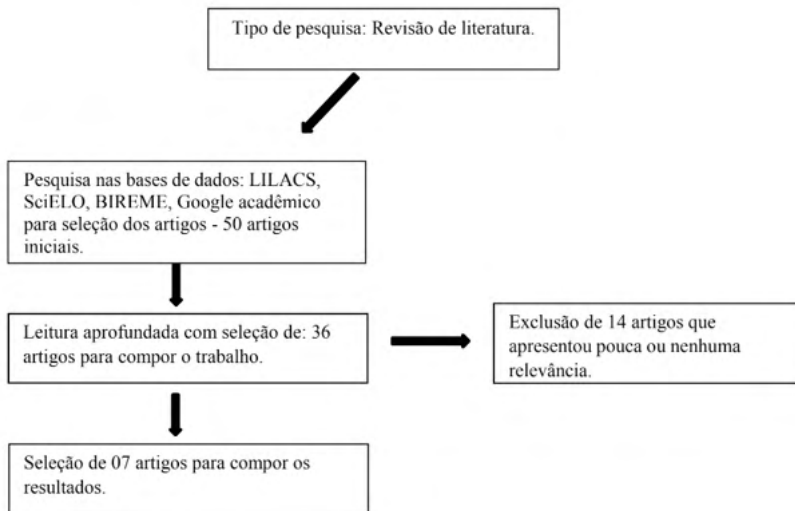 Tipo de pesquisa: Revisão de literatura.
Pesquisa nas bases de dados: LILACS,
SciELO, BIREME, Google acadêmico
para seleção dos artigos - 50 artigos
iniciais.
Leitura aprofundada com seleção de: 36
artigos para compor o trabalho.
Exclusão de 14 artigos que
apresentou pouca ou nenhuma
relevância.
Seleção de 07 artigos para compor os
resultados.